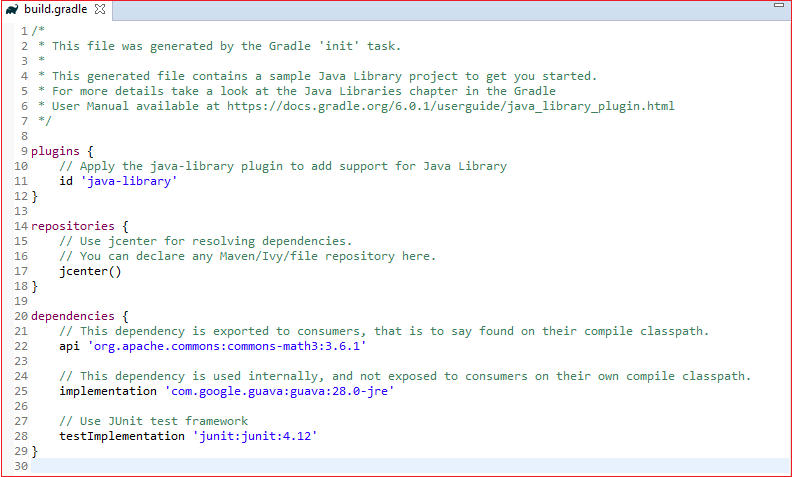 build.gradle
1 /*
2  * This file was generated by the Gradle 'init' task.
3  *
4  * This generated file contains a sample Java Library project to get you started.
5  * For more details take a look at the Java Libraries chapter in the Gradle
6  * User Manual available at https://docs.gradle.org/6.0.1/userguide/java_library_plugin.html
7  */
8
9 plugins {
10     // Apply the java-library plugin to add support for Java Library
11     id 'java-library'
12 }
13
14 repositories {
15     // Use jcenter for resolving dependencies.
16     // You can declare any Maven/Ivy/file repository here.
17     jcenter()
18 }
19
20 dependencies {
21     // This dependency is exported to consumers, that is to say found on their compile classpath.
22     api 'org.apache.commons:commons-math3:3.6.1'
23
24     // This dependency is used internally, and not exposed to consumers on their own compile classpath.
25     implementation 'com.google.guava:guava:28.0-jre'
26
27     // Use JUnit test framework
28     testImplementation 'junit:junit:4.12'
29 }
30